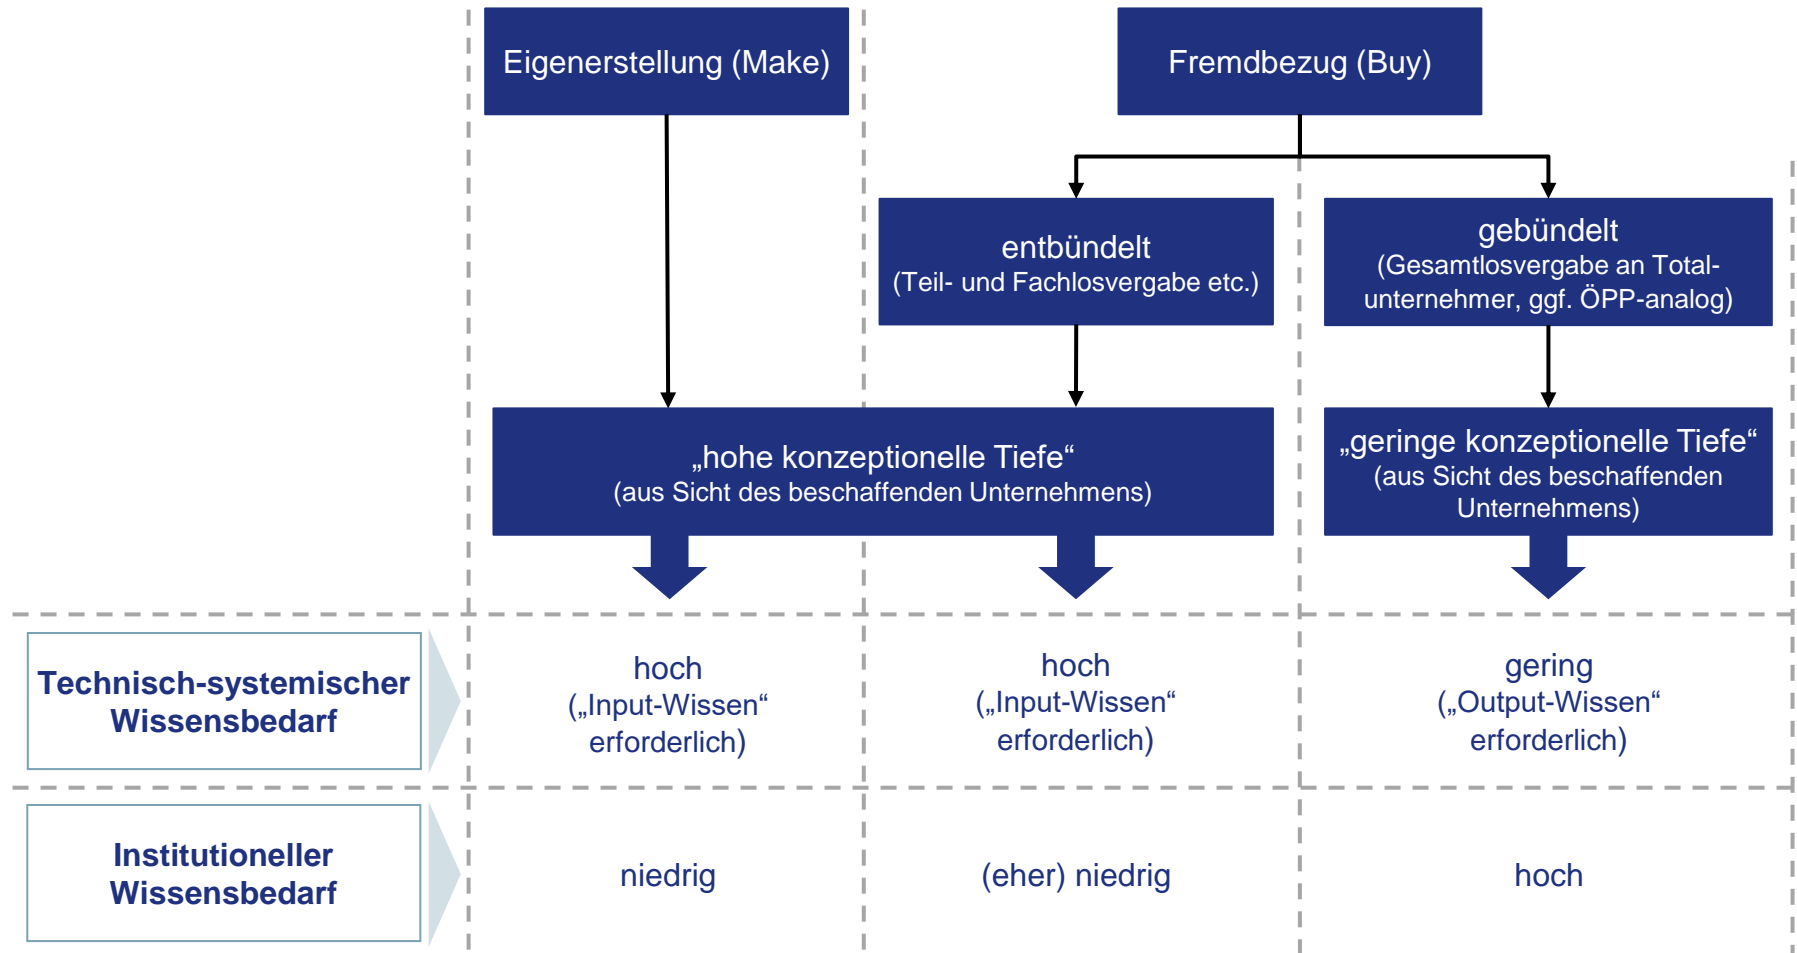 Eigenerstellung (Make)
Fremdbezug (Buy)
entbündelt
(Teil- und Fachlosvergabe etc.)
gebündelt
(Gesamtlosvergabe an Total-
unternehmer, ggf. ÖPP-analog)
„hohe konzeptionelle Tiefe“
(aus Sicht des beschaffenden Unternehmens)
„geringe konzeptionelle Tiefe“
(aus Sicht des beschaffenden
Unternehmens)
Technisch-systemischer
Wissensbedarf
hoch
(„Input-Wissen“
erforderlich)
hoch
(„Input-Wissen“
erforderlich)
gering
(„Output-Wissen“
erforderlich)
Institutioneller
Wissensbedarf
niedrig
(eher) niedrig
hoch